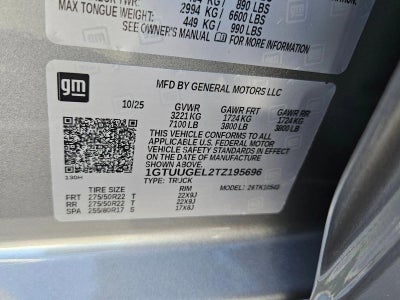 890 LBS
MAX TONGUE WEIGHT: 2994 KG/ 6600 LBS
449 KG/ 990 LBS
SEE OWNER'S MANUAL FOR MORE INFORMATION
gm
MFD BY GENERAL MOTORS LLC
10/25 GVWR GAWR FRT GAWR RR
3221 KG 1724 KG 1724 KG
7100 LB 3800 LB 3800 LB
THIS VEHICLE CONFORMS TO ALL
APPLICABLE U.S. FEDERAL MOTOR
VEHICLE SAFETY STANDARDS IN
EFFECT ON THE DATE OF
MANUFACTURE SHOWN ABOVE.
1GTUUGEL2TZ195696
TYPE: TRUCK
TIRE SIZE RIM MODEL:
FRT 275/50R22 T 22X9J
RR 275/50R22 T 22X9J
SPA 255/80R17 S 17X8J